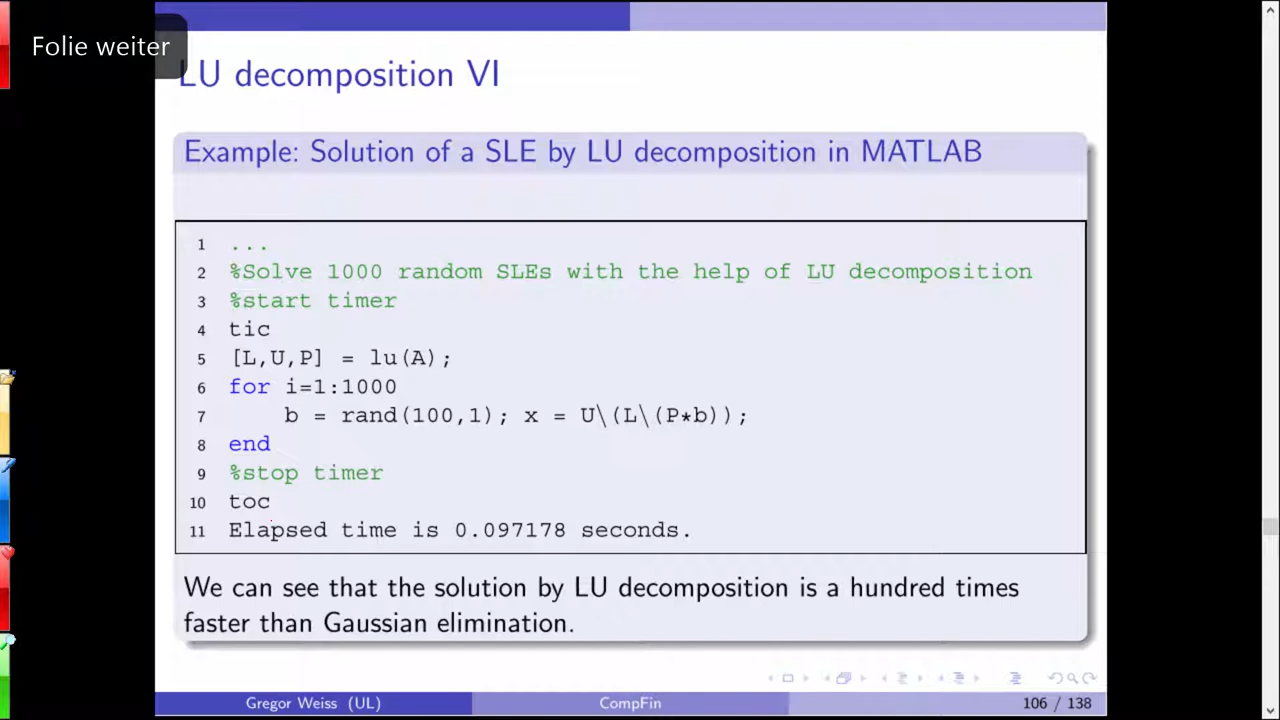 Folie weiter
LU decomposition VI
Example: Solution of a SLE by LU decomposition in MATLAB
1 ...
2 %Solve 1000 random SLEs with the help of LU decomposition
3 %start timer
4 tic
5 [L,U,P] = lu(A);
6 for i=1:1000
7     b = rand(100,1); x = U\(L\(P*b));
8 end
9 %stop timer
10 toc
11 Elapsed time is 0.097178 seconds.
We can see that the solution by LU decomposition is a hundred times
faster than Gaussian elimination.
Gregor Weiss (UL) CompFin 106 / 138